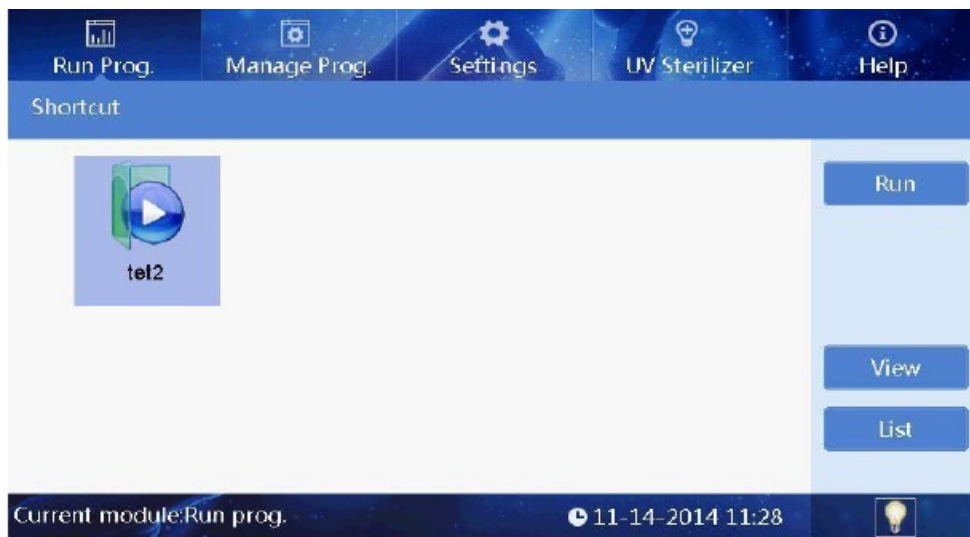 Run Prog. Manage Prog. Settings UV Sterilizer Help
Shortcut
Run
tet2
View
List
Current module:Run prog. 11-14-2014 11:28